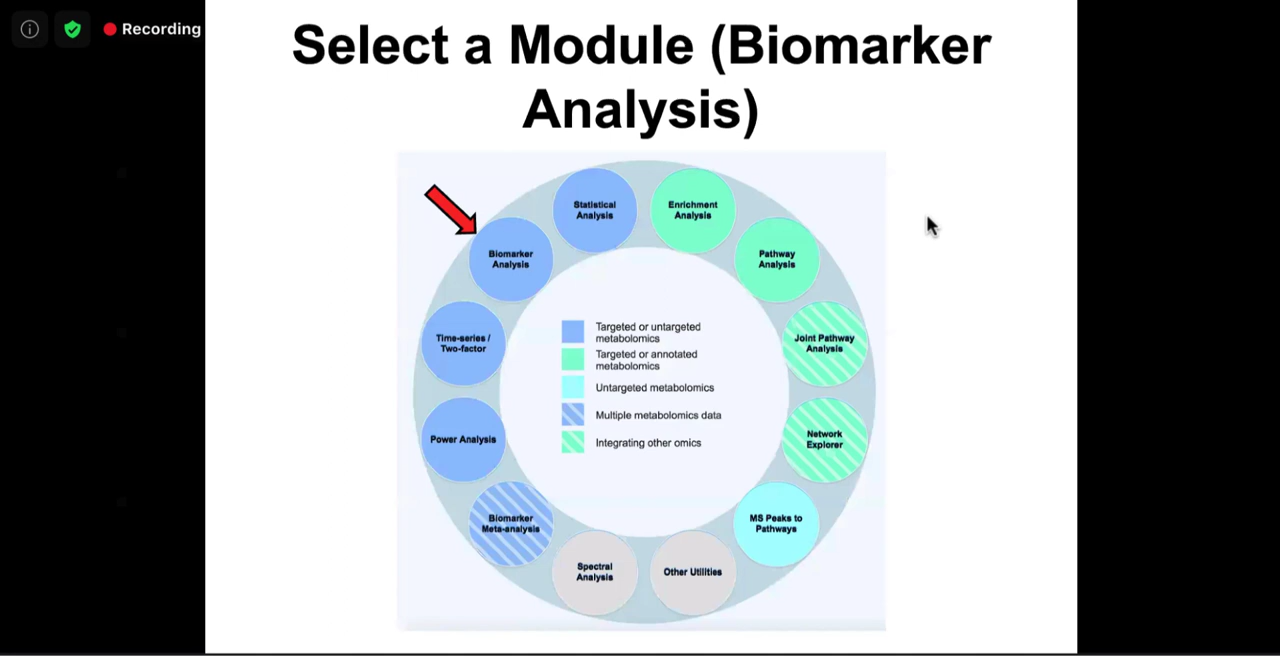 Recording
Select a Module (Biomarker
Analysis)
Statistical
Analysis
Enrichment
Analysis
Biomarker
Analysis
Pathway
Analysis
Time-series /
Two-factor
Joint Pathway
Analysis
Targeted or untargeted
metabolomics
Targeted or annotated
metabolomics
Untargeted metabolomics
Multiple metabolomics data
Integrating other omics
Power Analysis
Network
Explorer
Biomarker
Meta-analysis
MS Peaks to
Pathways
Spectral
Analysis
Other Utilities